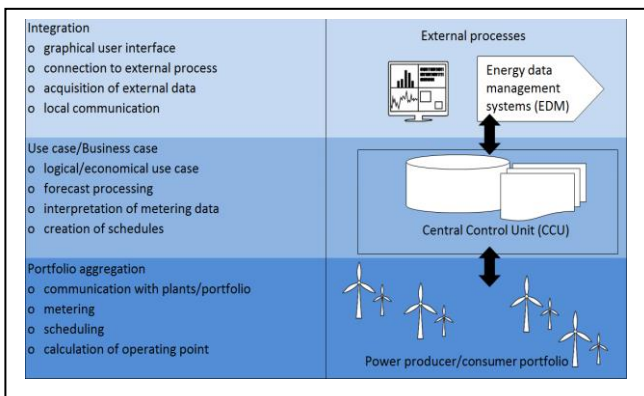 Integration
o graphical user interface
o connection to external process
o acquisition of external data
o local communication
External processes
Energy data
management
systems (EDM)
Use case/Business case
o logical/economical use case
o forecast processing
o interpretation of metering data
o creation of schedules
Central Control Unit (CCU)
Portfolio aggregation
o communication with plants/portfolio
o metering
o scheduling
o calculation of operating point
Power producer/consumer portfolio